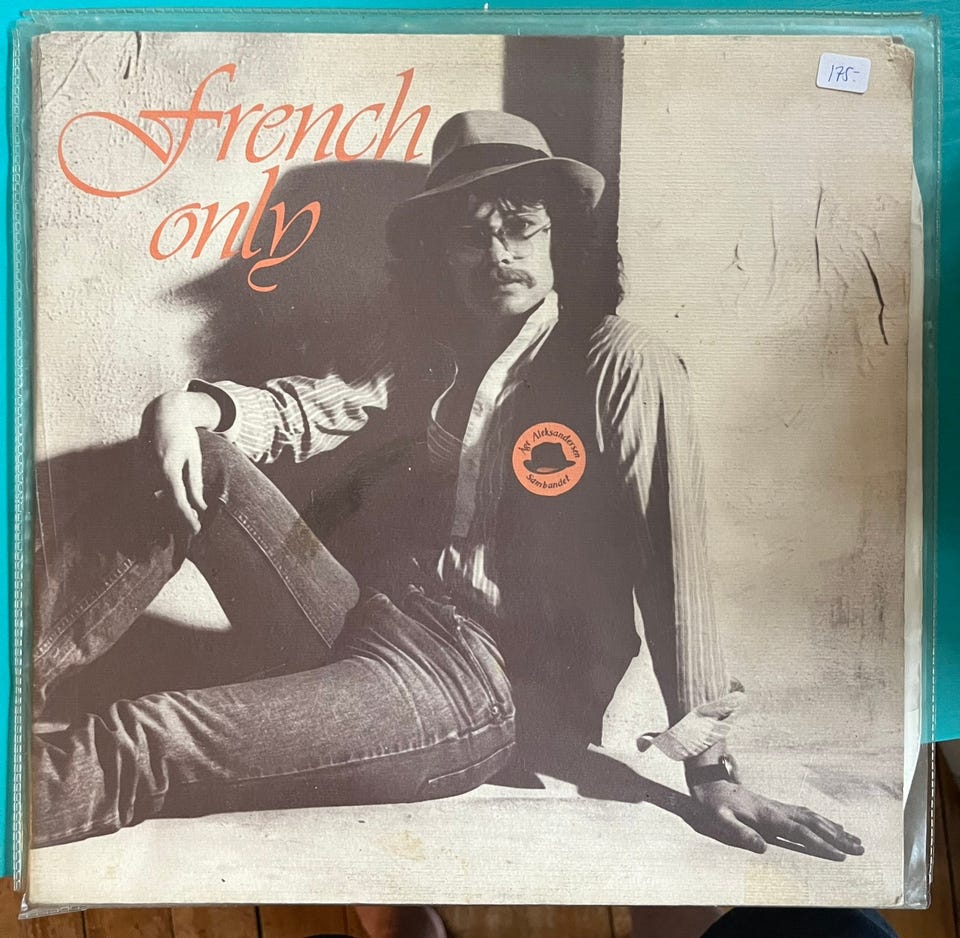 french
only
175-
Åge Aleksandersen
Sambandet